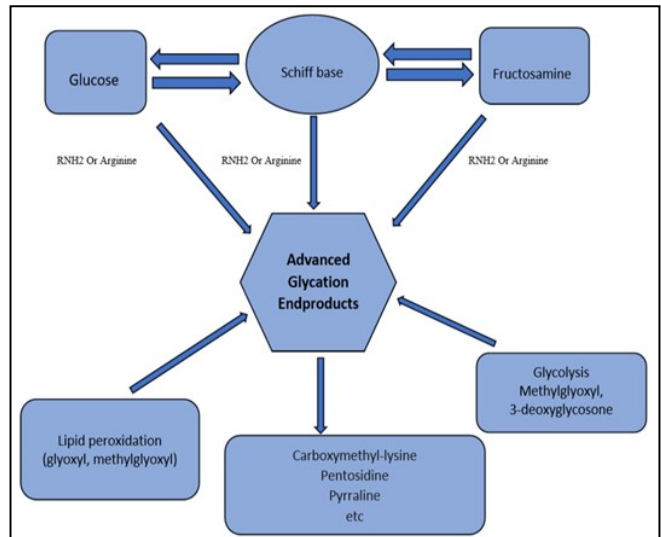 Glucose
Schiff base
Fructosamine
RNH2 Or Arginine
RNH2 Or Arginine
RNH2 Or Arginine
Advanced
Glycation
Endproducts
Glycolysis
Methylglyoxyl,
3-deoxyglycosone
Lipid peroxidation
(glyoxyl, methylglyoxyl)
Carboxymethyl-lysine
Pentosidine
Pyrraline
etc